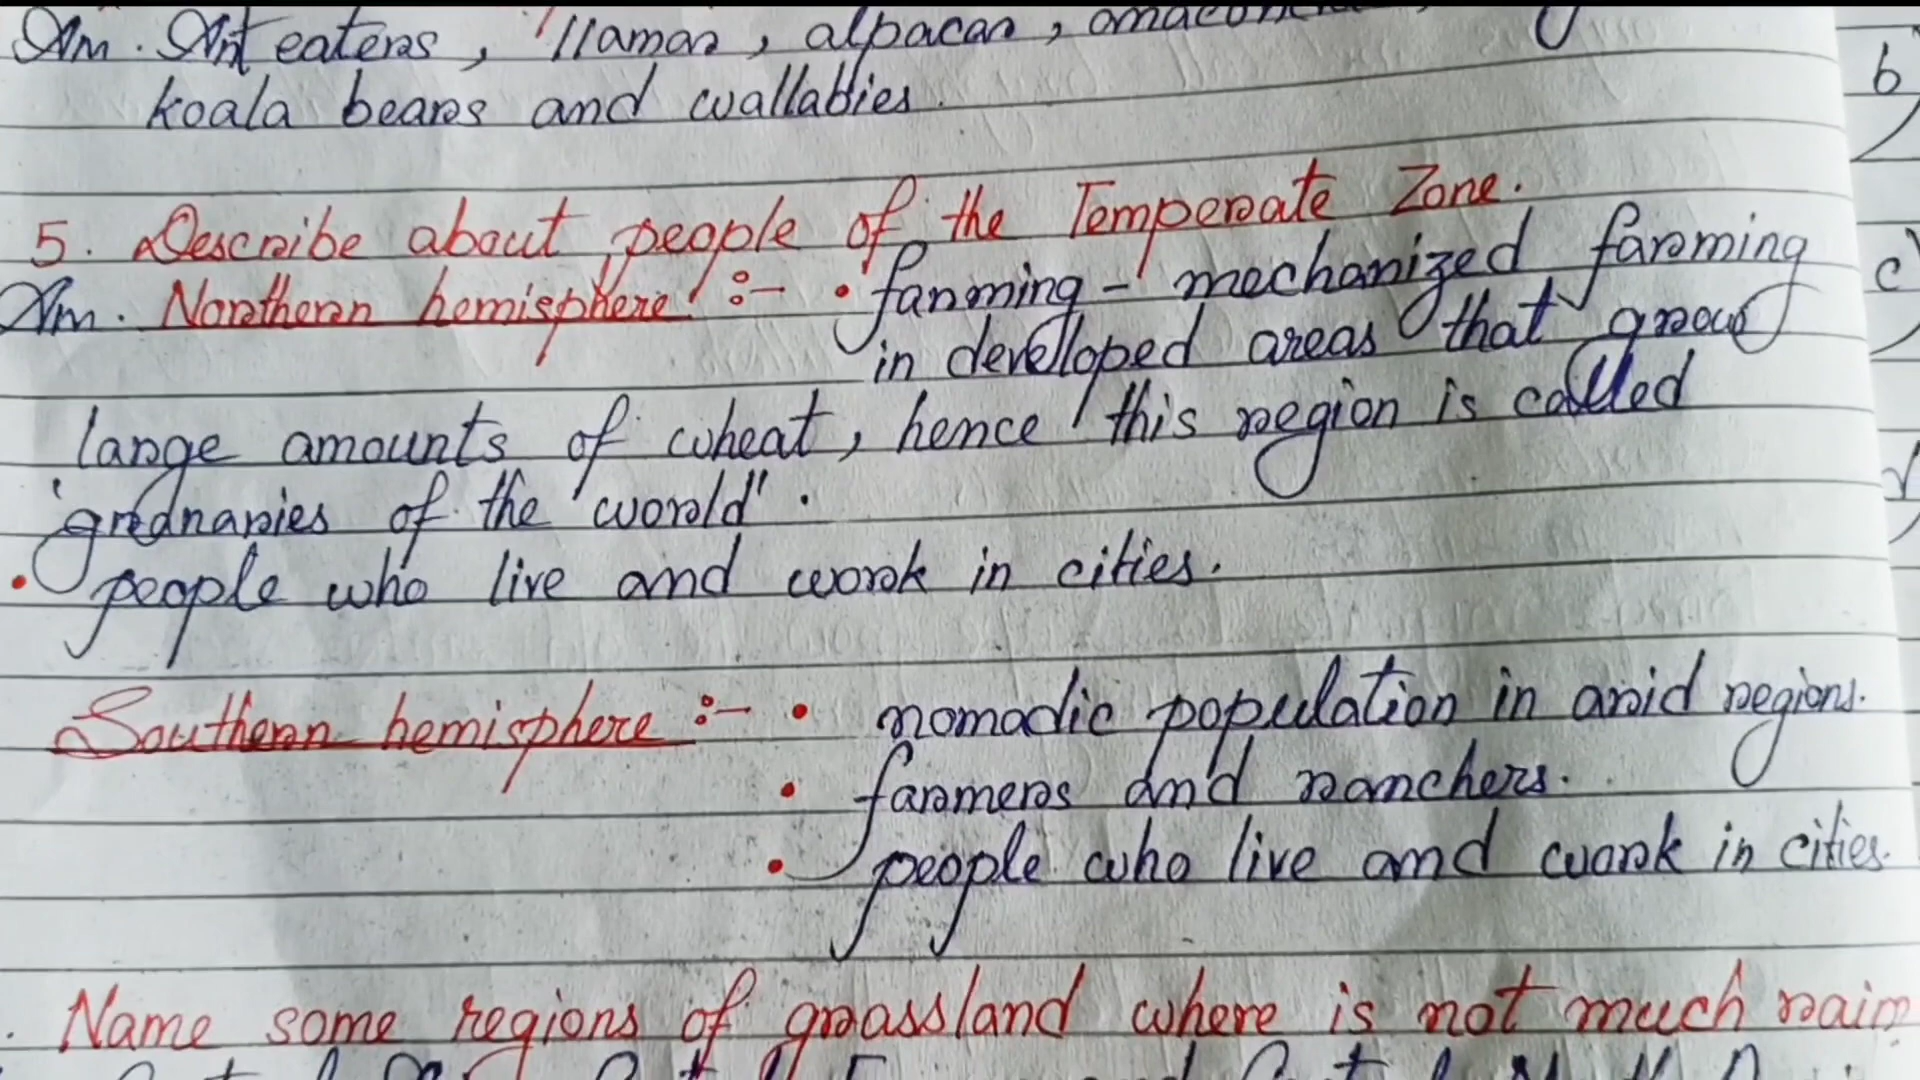 Ans. Ant eaters, llamas, alpacas,
koala bears and wallabies.
5. Describe about people of the Temperate Zone.
Ans. Northern hemisphere :- • farming - mechanized farming
in developed areas that grow
large amounts of wheat, hence this region is called
'granaries of the world'.
• people who live and work in cities.
Southern hemisphere :- • nomadic population in arid regions.
• farmers and ranchers.
• people who live and work in cities.
Name some regions of grassland where is not much rain
b
c